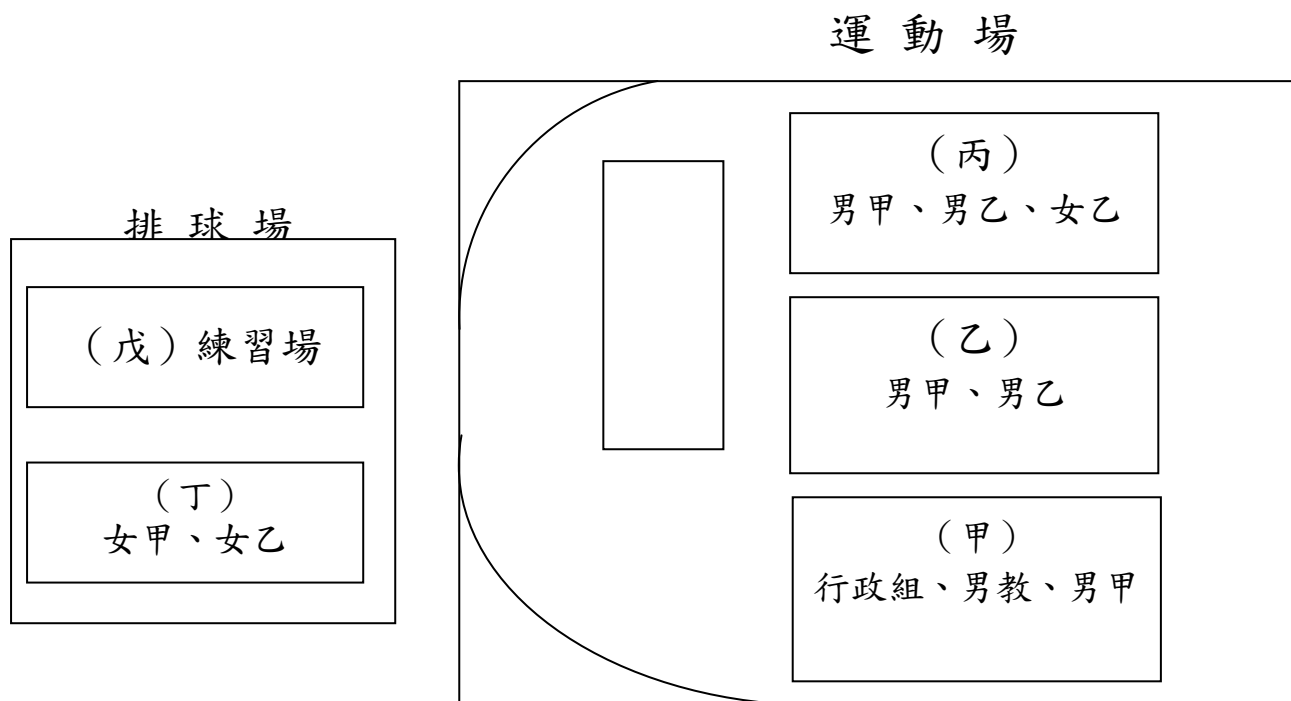 運 動 場
（丙）
男甲、男乙、女乙
排 球 場
（戊）練習場
（乙）
男甲、男乙
（丁）
女甲、女乙
（甲）
行政組、男教、男甲